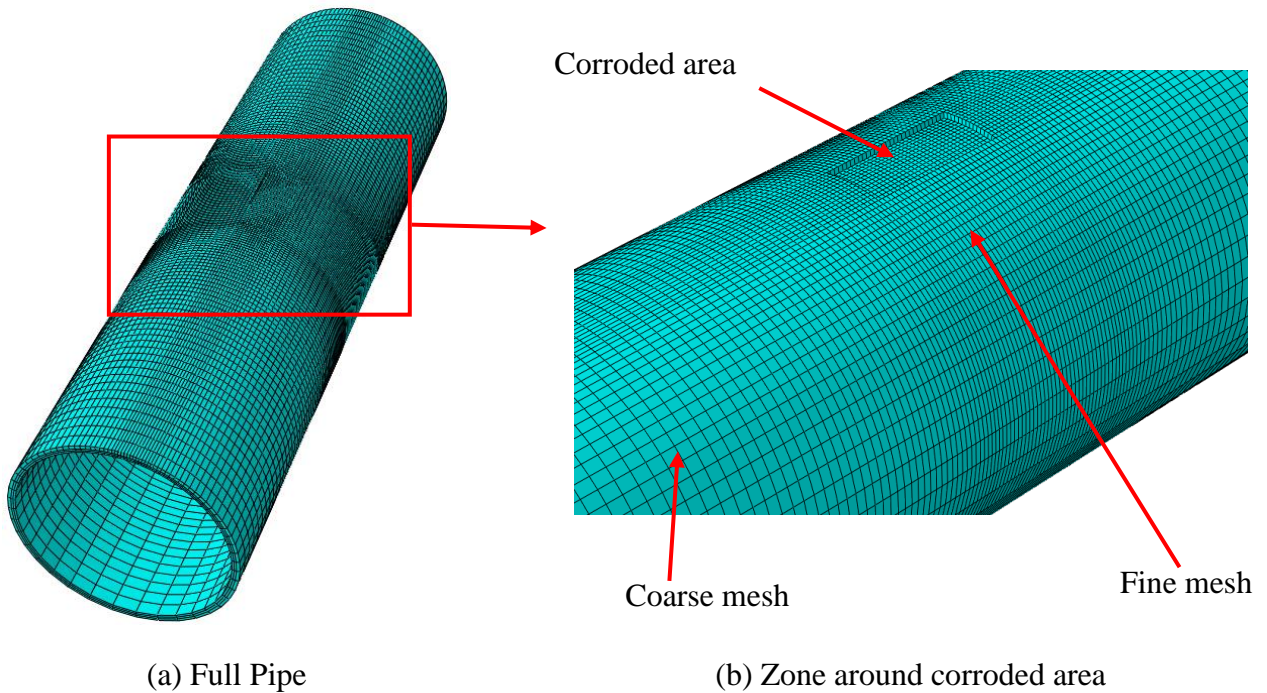 Corroded area
Coarse mesh
Fine mesh
(a) Full Pipe
(b) Zone around corroded area